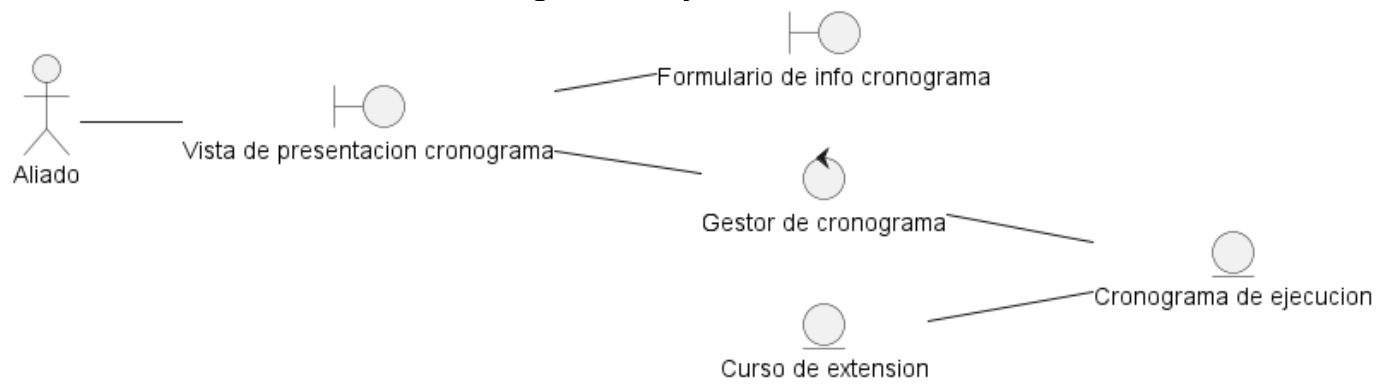 Formulario de info cronograma
Vista de presentacion cronograma
Aliado
Gestor de cronograma
Cronograma de ejecucion
Curso de extension